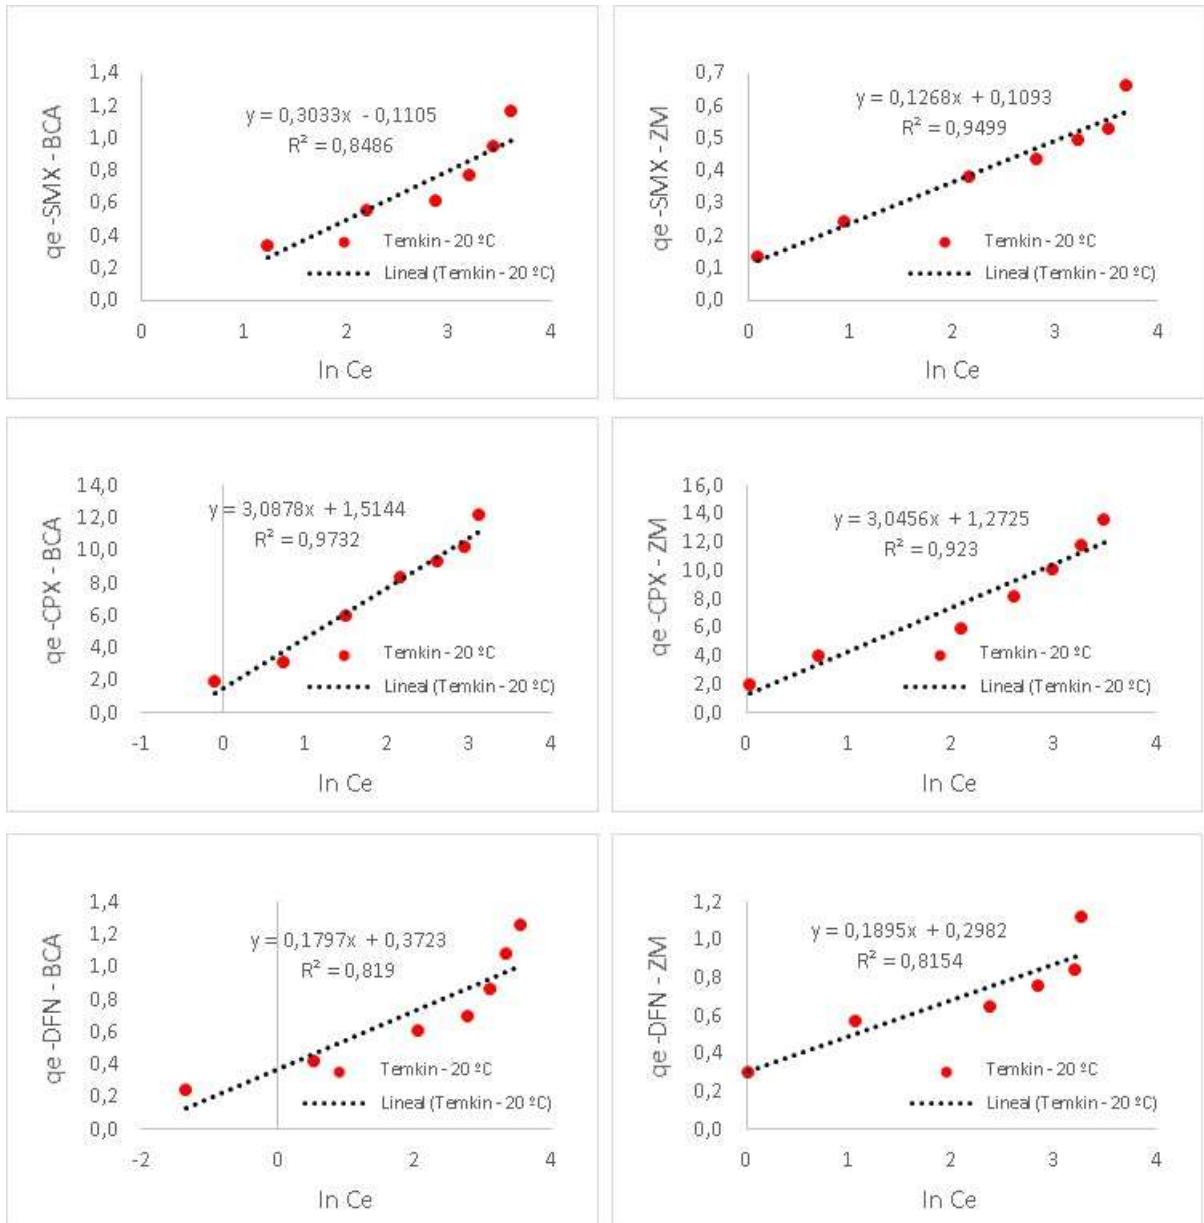 qe -SMX - BCA
1,4
1,2
1,0
0,8
0,6
0,4
0,2
0,0
y = 0,3033x - 0,1105
R² = 0,8486
Temkin - 20 ºC
Lineal (Temkin - 20 ºC)
0 1 2 3 4
ln Ce
qe -SMX - ZM
0,7
0,6
0,5
0,4
0,3
0,2
0,1
0,0
y = 0,1268x + 0,1093
R² = 0,9499
Temkin - 20 ºC
Lineal (Temkin - 20 ºC)
0 1 2 3 4
ln Ce
qe -CPX - BCA
14,0
12,0
10,0
8,0
6,0
4,0
2,0
0,0
y = 3,0878x + 1,5144
R² = 0,9732
Temkin - 20 ºC
Lineal (Temkin - 20 ºC)
-1 0 1 2 3 4
ln Ce
qe -CPX - ZM
16,0
14,0
12,0
10,0
8,0
6,0
4,0
2,0
0,0
y = 3,0456x + 1,2725
R² = 0,923
Temkin - 20 ºC
Lineal (Temkin - 20 ºC)
0 1 2 3 4
ln Ce
qe -DFN - BCA
1,4
1,2
1,0
0,8
0,6
0,4
0,2
0,0
y = 0,1797x + 0,3723
R² = 0,819
Temkin - 20 ºC
Lineal (Temkin - 20 ºC)
-2 0 2 4
ln Ce
qe -DFN - ZM
1,2
1,0
0,8
0,6
0,4
0,2
0,0
y = 0,1895x + 0,2982
R² = 0,8154
Temkin - 20 ºC
Lineal (Temkin - 20 ºC)
0 1 2 3 4
ln Ce